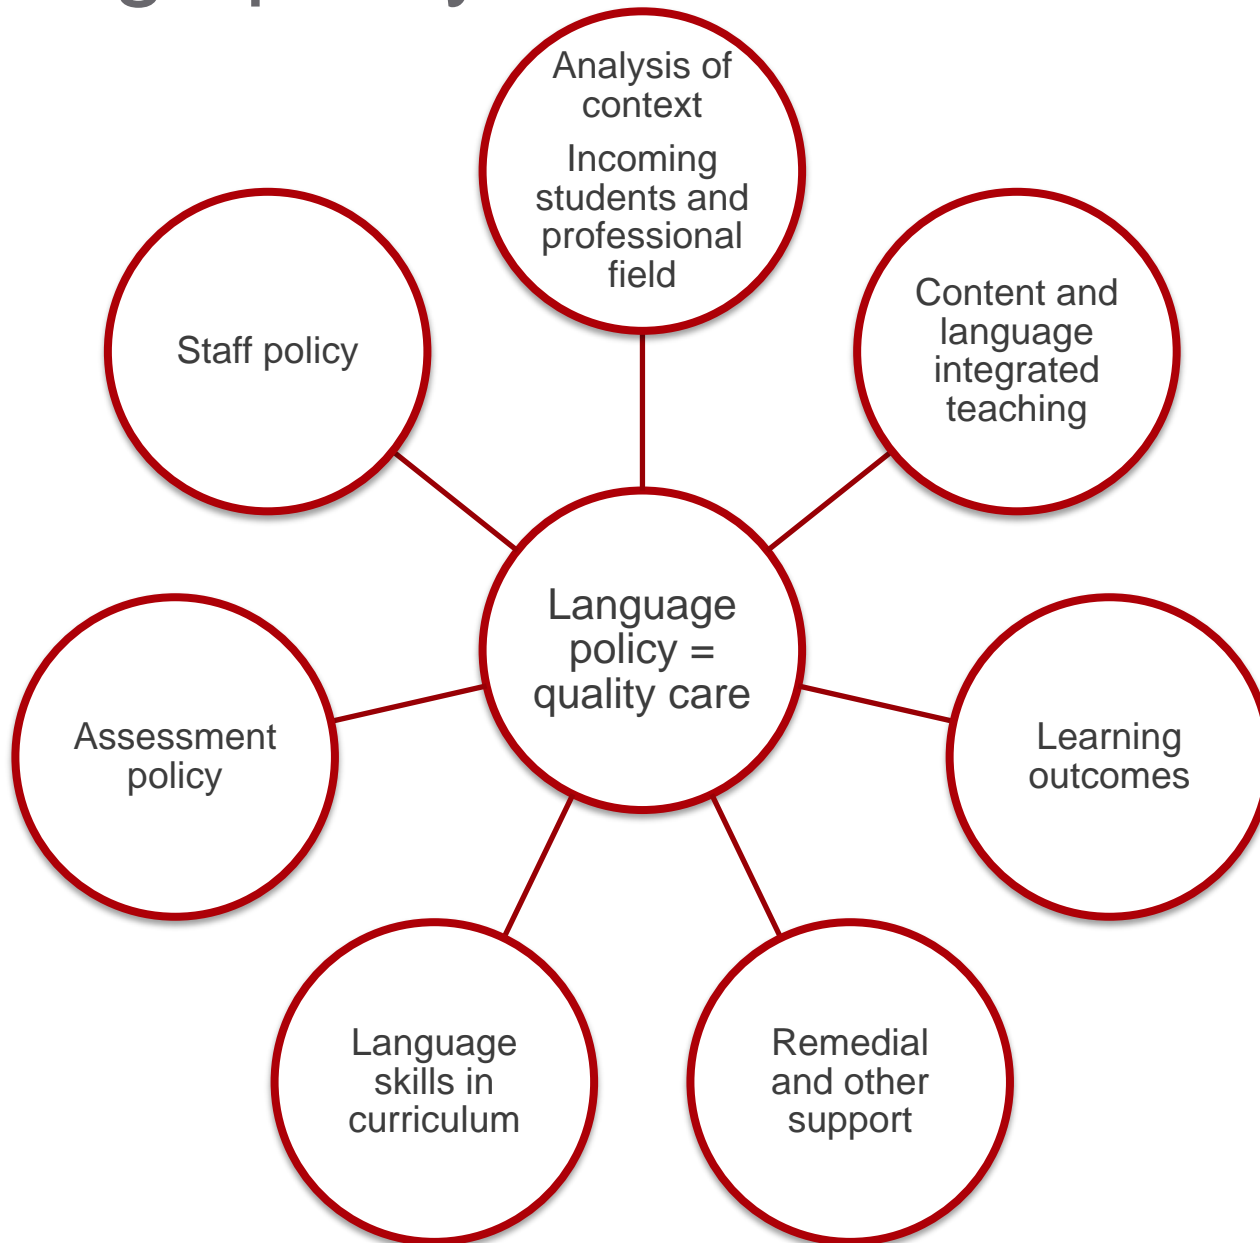 Analysis of
context
Incoming
students and
professional
field
Content and
language
integrated
teaching
Staff policy
Language
policy =
quality care
Assessment
policy
Learning
outcomes
Language
skills in
curriculum
Remedial
and other
support